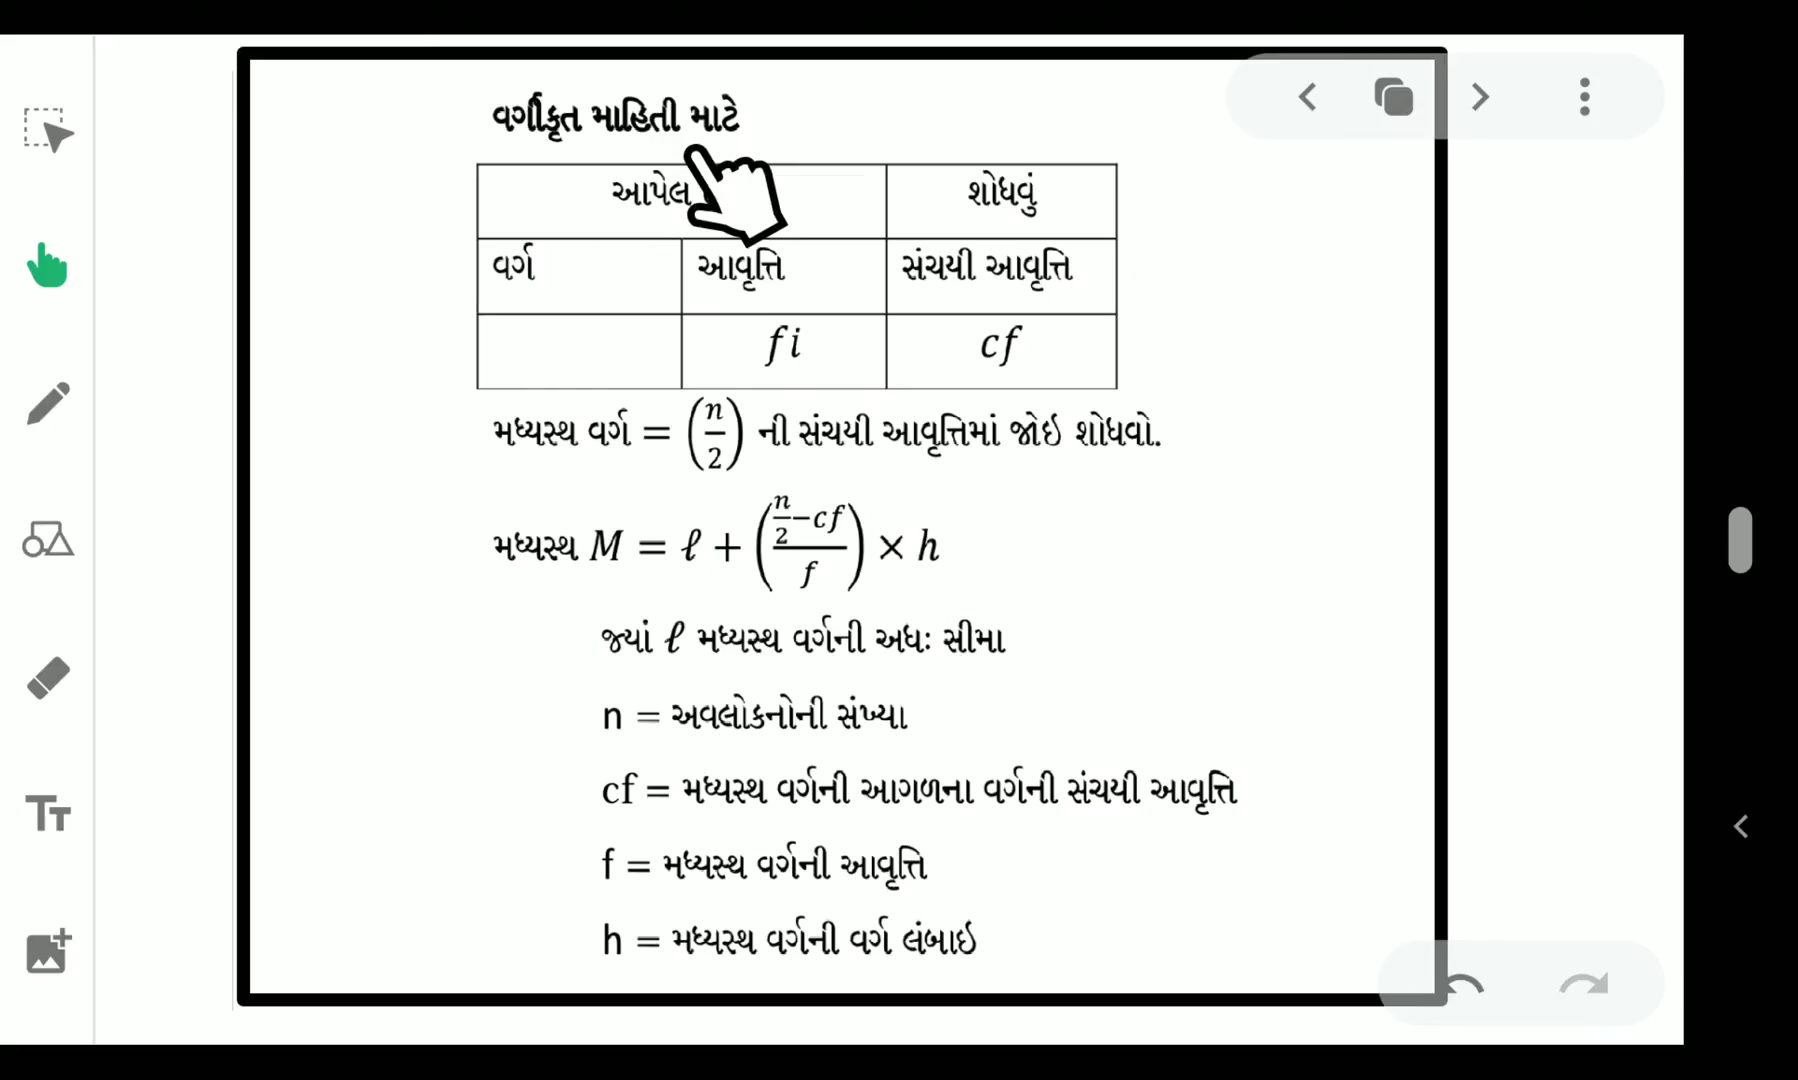 વર્ગીકૃત માહિતી માટે
આપેલ
શોધવું
વર્ગ
આવૃત્તિ
સંચયી આવૃત્તિ
fi
cf
મધ્યસ્થ વર્ગ = (n/2) ની સંચયી આવૃત્તિમાં જોઇ શોધવો.
મધ્યસ્થ M = ℓ + ((n/2 − cf)/f) × h
જ્યાં ℓ મધ્યસ્થ વર્ગની અધઃ સીમા
n = અવલોકનોની સંખ્યા
cf = મધ્યસ્થ વર્ગની આગળના વર્ગની સંચયી આવૃત્તિ
f = મધ્યસ્થ વર્ગની આવૃત્તિ
h = મધ્યસ્થ વર્ગની વર્ગ લંબાઇ